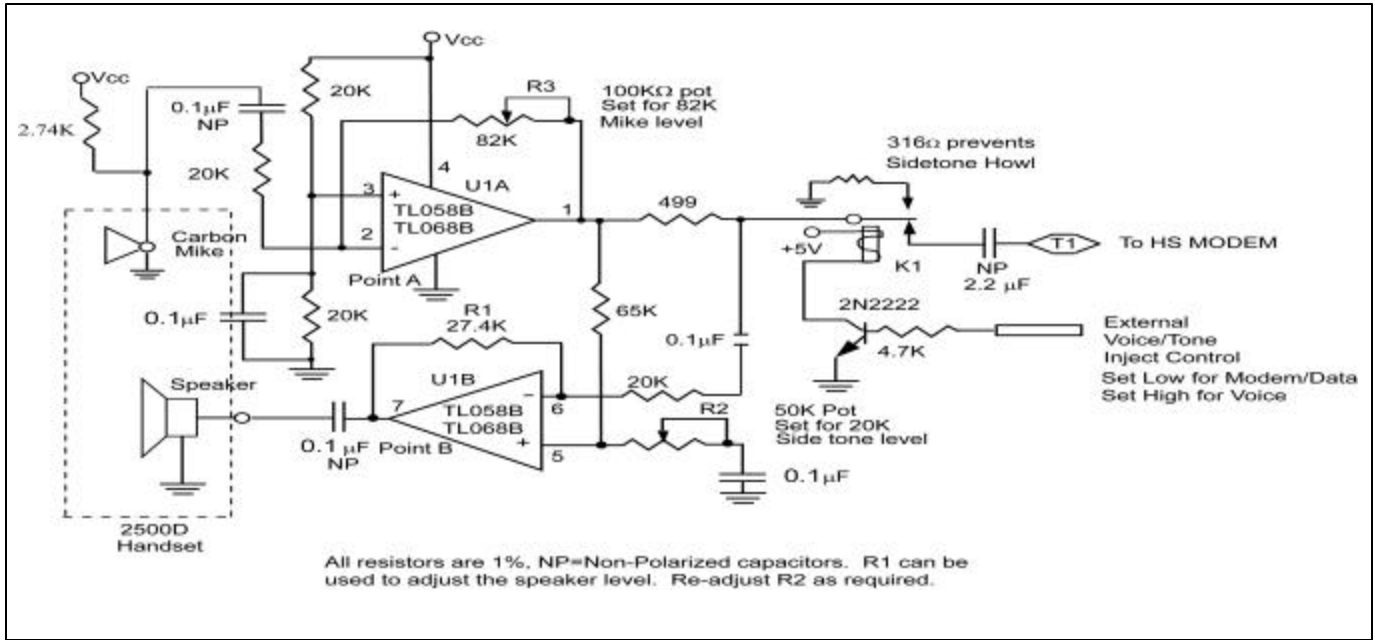 Vcc
Vcc
2.74K
0.1μF
NP
20K
20K
R3
82K
100KΩ pot
Set for 82K
Mike level
4
3
+
U1A
TL058B
TL068B
2
-
1
499
316Ω prevents
Sidetone Howl
+5V
K1
NP
2.2 μF
T1
To HS MODEM
Carbon
Mike
Point A
0.1μF
20K
R1
27.4K
65K
0.1μF
2N2222
4.7K
External
Voice/Tone
Inject Control
Set Low for Modem/Data
Set High for Voice
Speaker
U1B
7
TL058B
TL068B
-
6
+
5
20K
R2
50K Pot
Set for 20K
Side tone level
0.1 μF
NP
Point B
0.1μF
2500D
Handset
All resistors are 1%, NP=Non-Polarized capacitors. R1 can be
used to adjust the speaker level. Re-adjust R2 as required.